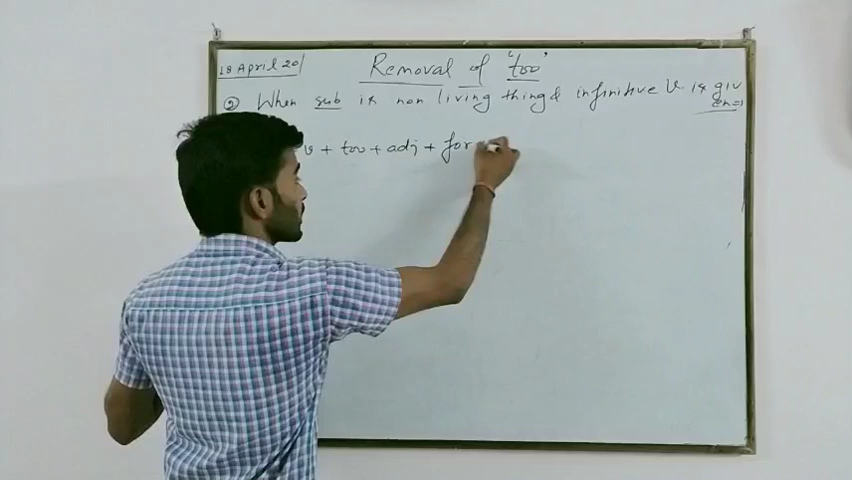 18 April 20
Removal of 'too'
② When sub is non living thing & infinitive V is giv
en=1
v + too + adj + for